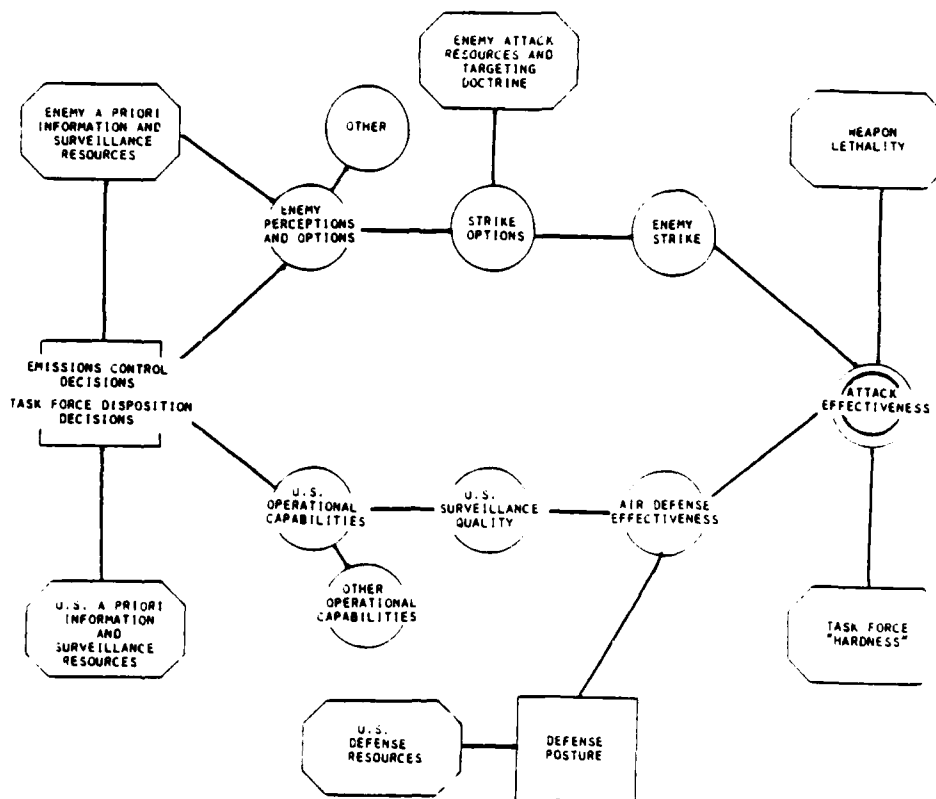 ENEMY ATTACK
RESOURCES AND
TARGETING
DOCTRINE
ENEMY A PRIORI
INFORMATION AND
SURVEILLANCE
RESOURCES
OTHER
WEAPON
LETHALITY
ENEMY
PERCEPTIONS
AND OPTIONS
STRIKE
OPTIONS
ENEMY
STRIKE
EMISSIONS CONTROL
DECISIONS
TASK FORCE DISPOSITION
DECISIONS
ATTACK
EFFECTIVENESS
U.S.
OPERATIONAL
CAPABILITIES
U.S.
SURVEILLANCE
QUALITY
AIR DEFENSE
EFFECTIVENESS
OTHER
OPERATIONAL
CAPABILITIES
U.S. A PRIORI
INFORMATION
AND
SURVEILLANCE
RESOURCES
TASK FORCE
"HARDNESS"
U.S.
DEFENSE
RESOURCES
DEFENSE
POSTURE